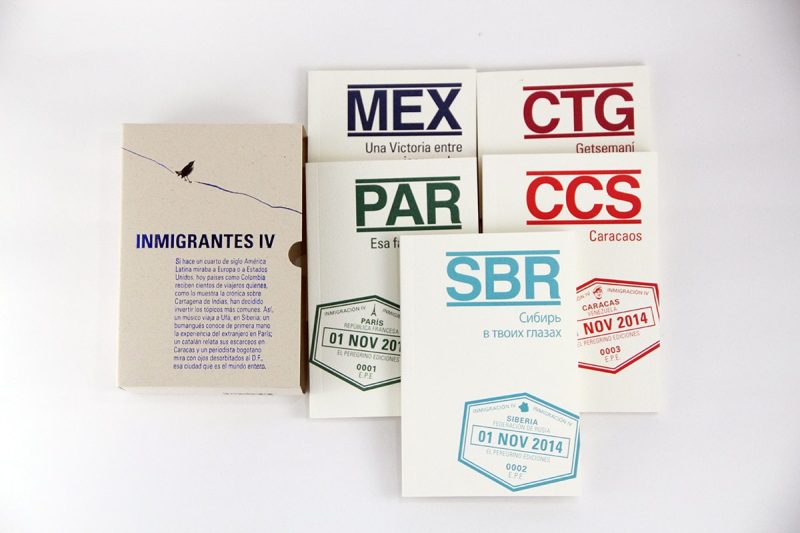 INMIGRANTES IV
Si hace un cuarto de siglo América
Latina miraba a Europa o a Estados
Unidos, hoy países como Colombia
reciben cientos de viajeros quienes,
como lo muestra la crónica sobre
Cartagena de Indias, han decidido
invertir los tópicos más comunes. Así,
un músico viaja a Ufá, en Siberia; un
bumangués conoce de primera mano
la experiencia del extranjero en París;
un catalán relata sus escarceos en
Caracas y un periodista bogotano
mira con ojos desorbitados al D.F.,
esa ciudad que es el mundo entero.
MEX
Una Victoria entre
CTG
Getsemaní
PAR
Esa
INMIGRACIÓN IV
PARÍS
REPÚBLICA FRANCESA
01 NOV 2014
EL PEREGRINO EDICIONES
0001
E.P.E
CCS
Caracaos
INMIGRACIÓN IV
CARACAS
VENEZUELA
NOV 2014
EL PEREGRINO EDICIONES
0003
E.P.E
SBR
Сибирь
в твоих глазах
INMIGRACIÓN IV INMIGRACIÓN IV
SIBERIA
FEDERACIÓN DE RUSIA
01 NOV 2014
EL PEREGRINO EDICIONES
0002
E.P.E